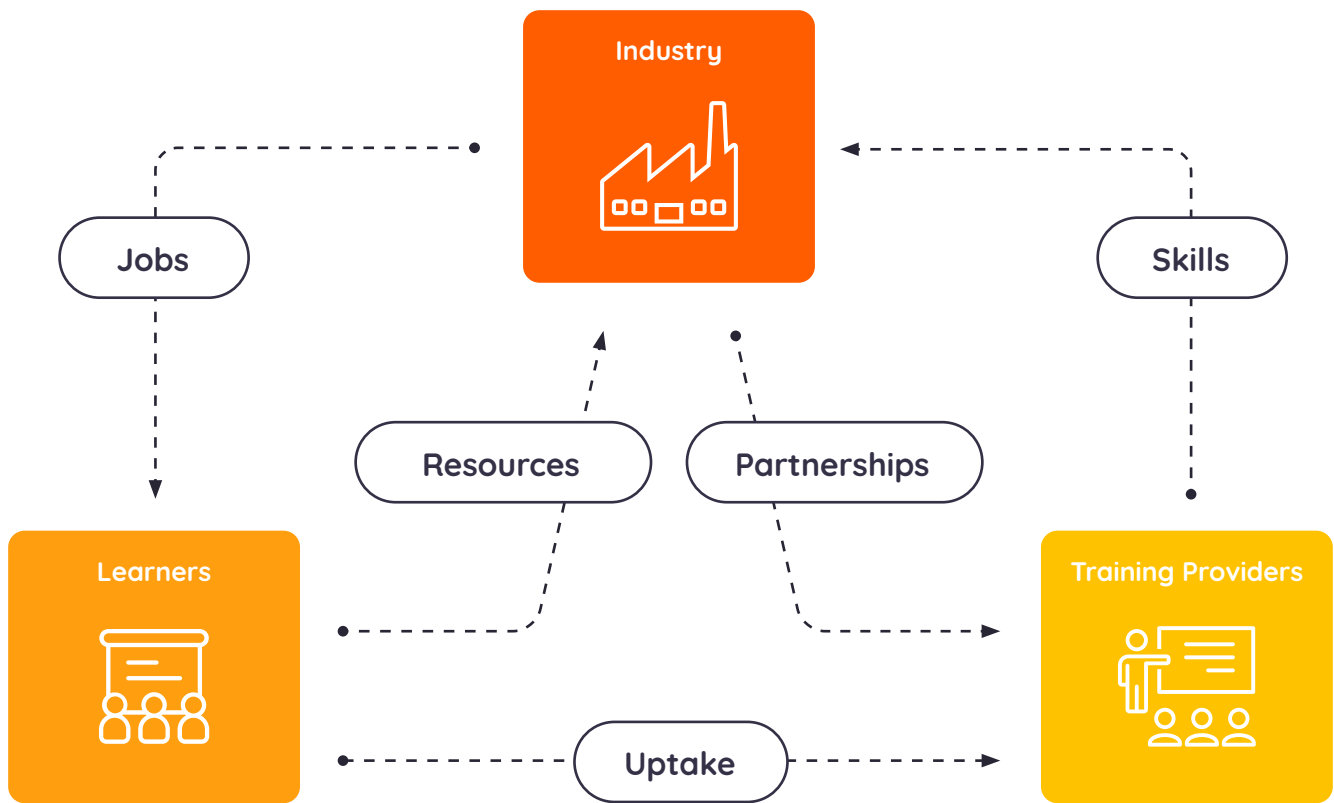 Industry
Jobs
Skills
Resources
Partnerships
Learners
Training Providers
Uptake